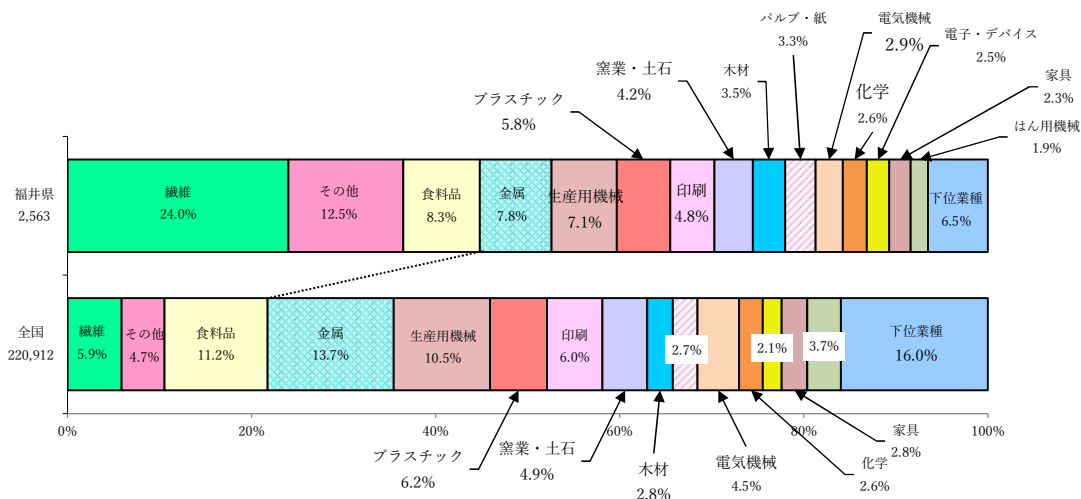 パルプ・紙
3.3%
電気機械
2.9%
電子・デバイス
2.5%
窯業・土石
4.2%
木材
3.5%
化学
2.6%
家具
2.3%
プラスチック
5.8%
はん用機械
1.9%
福井県
2,563
繊維
24.0%
その他
12.5%
食料品
8.3%
金属
7.8%
生産用機械
7.1%
印刷
4.8%
下位業種
6.5%
全国
220,912
繊維
5.9%
その他
4.7%
食料品
11.2%
金属
13.7%
生産用機械
10.5%
印刷
6.0%
2.7%
2.1%
3.7%
下位業種
16.0%
0%
20%
40%
60%
80%
100%
プラスチック
6.2%
窯業・土石
4.9%
木材
2.8%
電気機械
4.5%
化学
2.6%
家具
2.8%